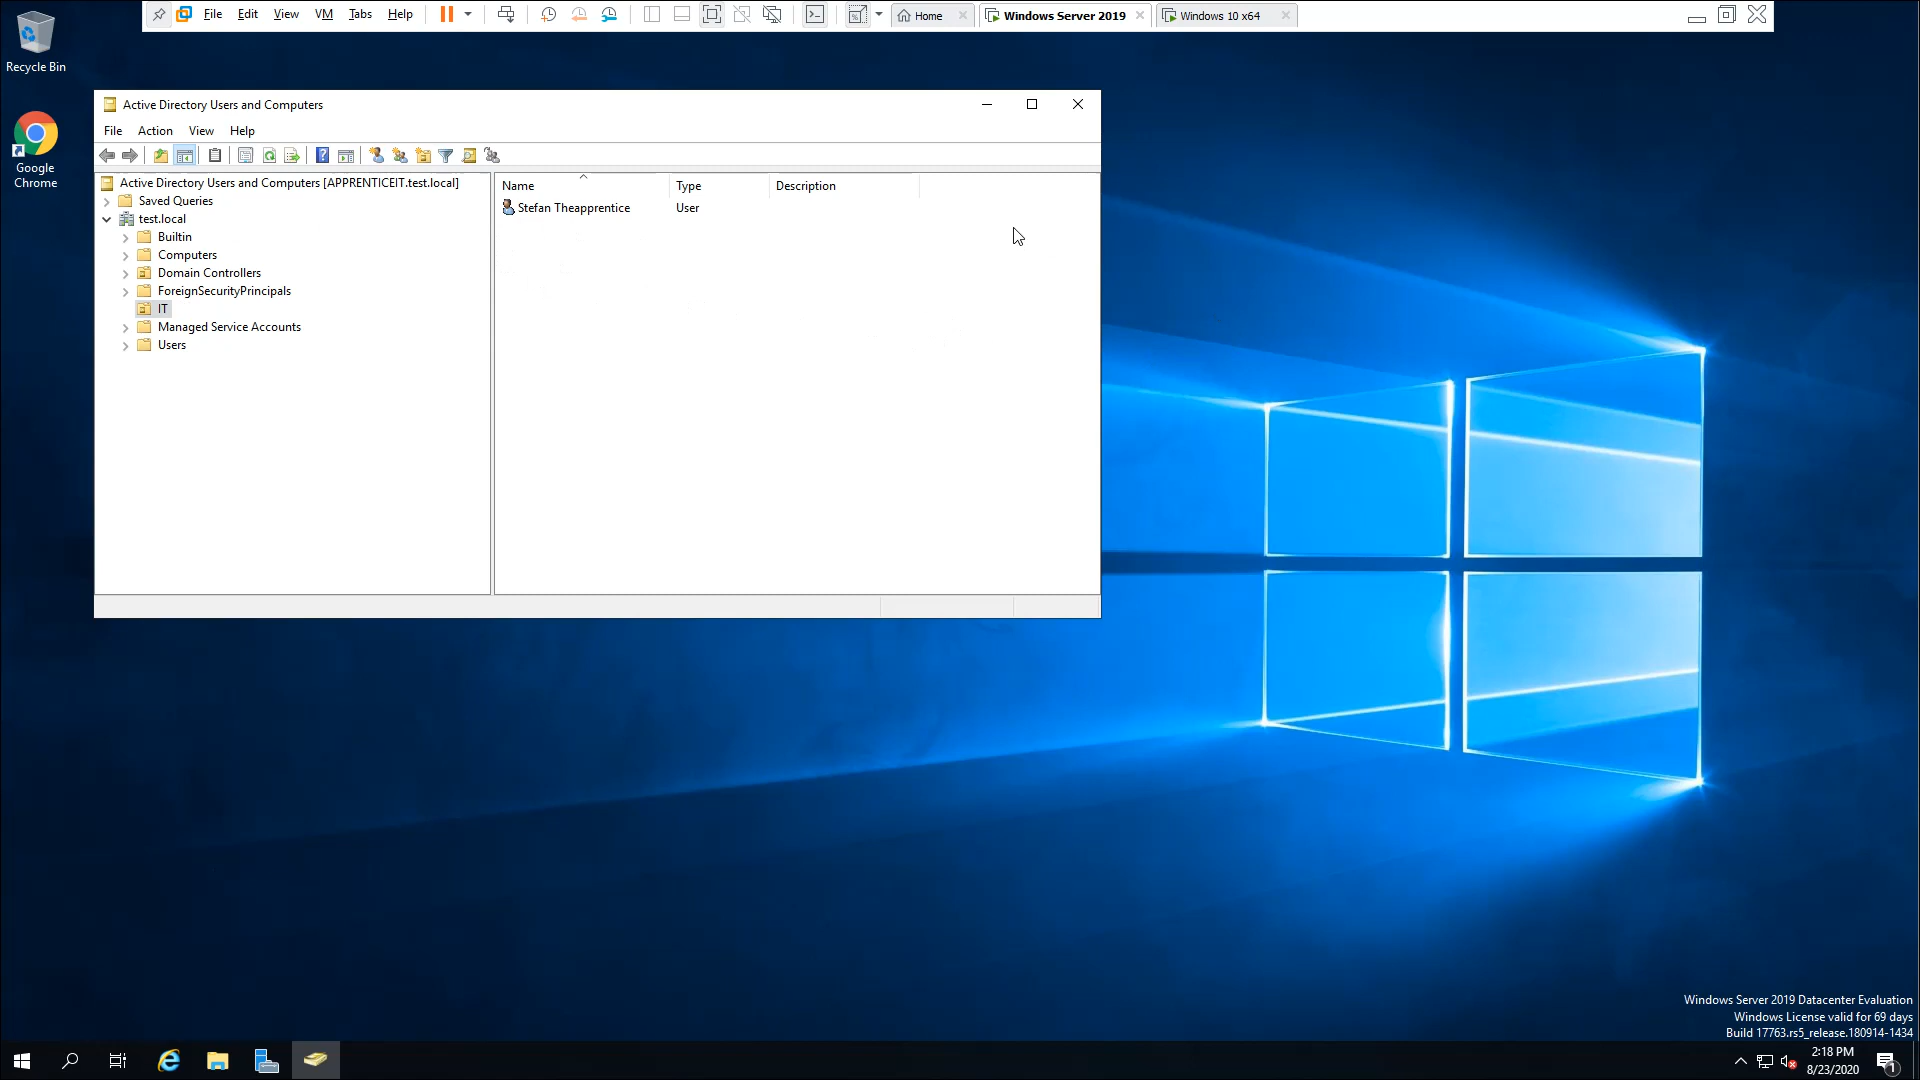 File Edit View VM Tabs Help
Home
Windows Server 2019
Windows 10 x64
Recycle Bin
Google
Chrome
Active Directory Users and Computers
File Action View Help
Active Directory Users and Computers [APPRENTICEIT.test.local]
Saved Queries
test.local
Builtin
Computers
Domain Controllers
ForeignSecurityPrincipals
IT
Managed Service Accounts
Users
Name Type Description
Stefan Theapprentice User
Windows Server 2019 Datacenter Evaluation
Windows License valid for 69 days
Build 17763.rs5_release.180914-1434
2:18 PM
8/23/2020
1